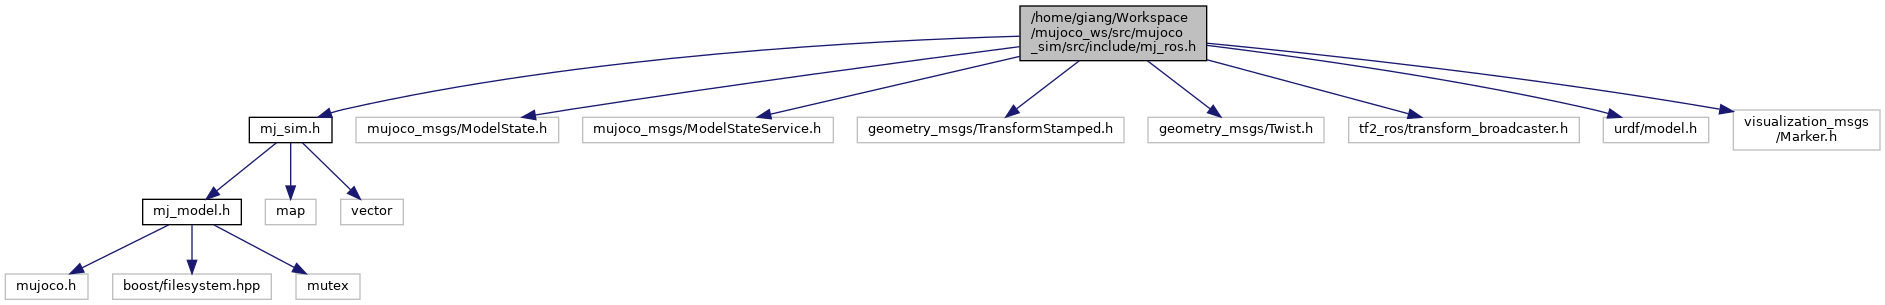 /home/giang/Workspace
/mujoco_ws/src/mujoco
_sim/src/include/mj_ros.h
mj_sim.h
mujoco_msgs/ModelState.h
mujoco_msgs/ModelStateService.h
geometry_msgs/TransformStamped.h
geometry_msgs/Twist.h
tf2_ros/transform_broadcaster.h
urdf/model.h
visualization_msgs
/Marker.h
mj_model.h
map
vector
mujoco.h
boost/filesystem.hpp
mutex